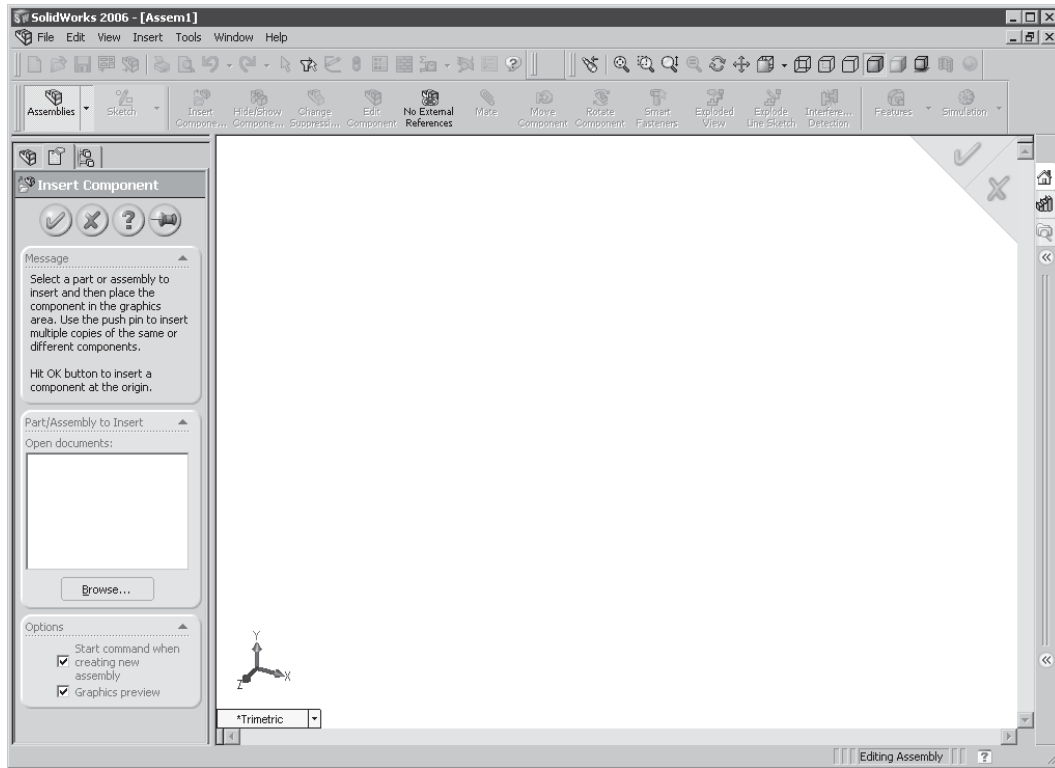 SolidWorks 2006 - [Assem1]
File Edit View Insert Tools Window Help
Assemblies
Sketch
Insert Compone...
Hide/Show Compone...
Change Suppressi...
Edit Component
No External References
Mate
Move Component
Rotate Component
Smart Fasteners
Exploded View
Explode Line Sketch
Interfere... Detection
Features
Simulation
Insert Component
Message
Select a part or assembly to
insert and then place the
component in the graphics
area. Use the push pin to insert
multiple copies of the same or
different components.
Hit OK button to insert a
component at the origin.
Part/Assembly to Insert
Open documents:
Browse...
Options
Start command when
creating new
assembly
Graphics preview
Y
X
Z
*Trimetric
Editing Assembly